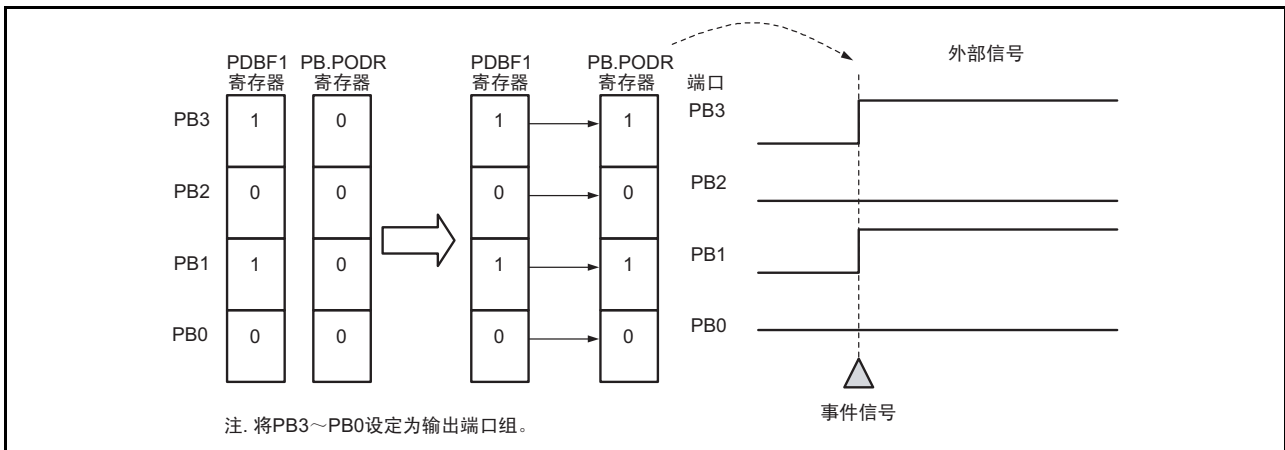 PDBF1 PB.PODR PDBF1 PB.PODR 外部信号
寄存器 寄存器 寄存器 寄存器 端口
PB3 1 0 1 1 PB3
PB2 0 0 0 0 PB2
PB1 1 0 1 1 PB1
PB0 0 0 0 0 PB0
事件信号
注. 将PB3～PB0设定为输出端口组。